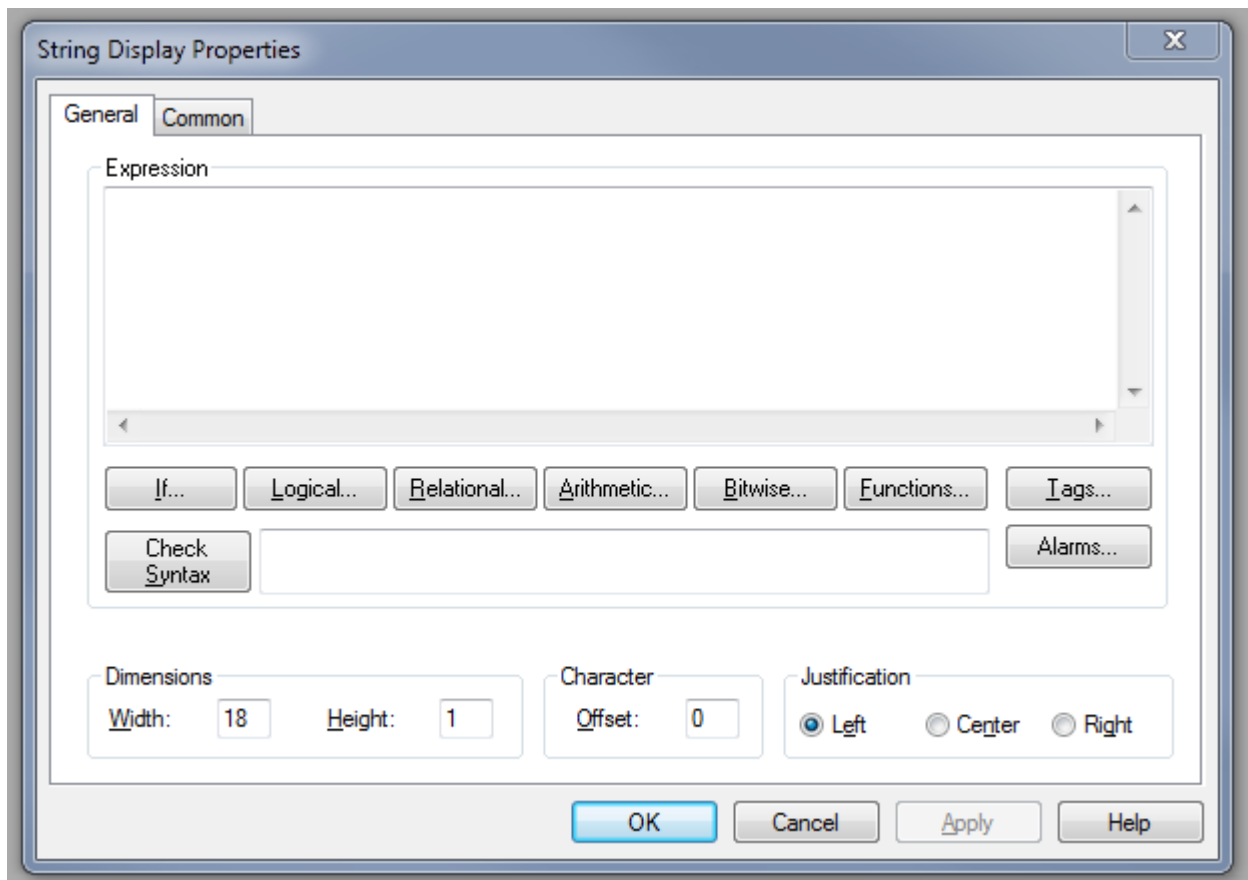 String Display Properties
General Common
Expression
If... Logical... Relational... Arithmetic... Bitwise... Functions... Tags...
Check
Syntax
Alarms...
Dimensions
Width: 18 Height: 1
Character
Offset: 0
Justification
Left Center Right
OK Cancel Apply Help